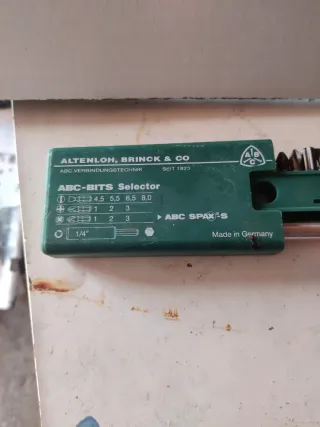 ALTENLOH, BRINCK & CO
ABC VERBINDUNGSTECHNIK SEIT 1823
A B C
ABC-BITS Selector
4,5 5,5 6,5 8,0
1 2 3
1 2 3 ABC SPAX-S
1/4"
Made in Germany